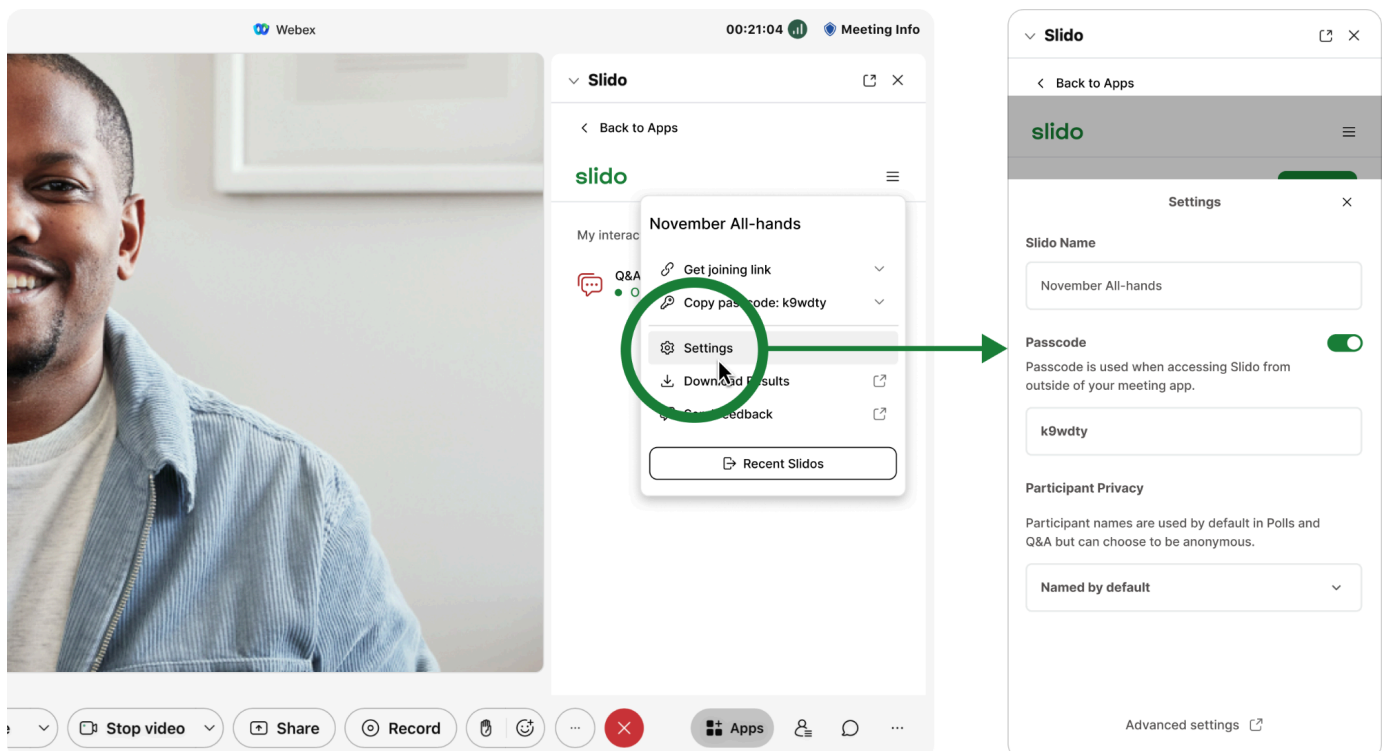 Webex
00:21:04
Meeting Info
Slido
Back to Apps
slido
My interac
November All-hands
Get joining link
Q&A
Copy passcode: k9wdty
Settings
Download Results
Send Feedback
Recent Slidos
Stop video
Share
Record
Apps
Slido
Back to Apps
slido
Settings
Slido Name
November All-hands
Passcode
Passcode is used when accessing Slido from
outside of your meeting app.
k9wdty
Participant Privacy
Participant names are used by default in Polls and
Q&A but can choose to be anonymous.
Named by default
Advanced settings